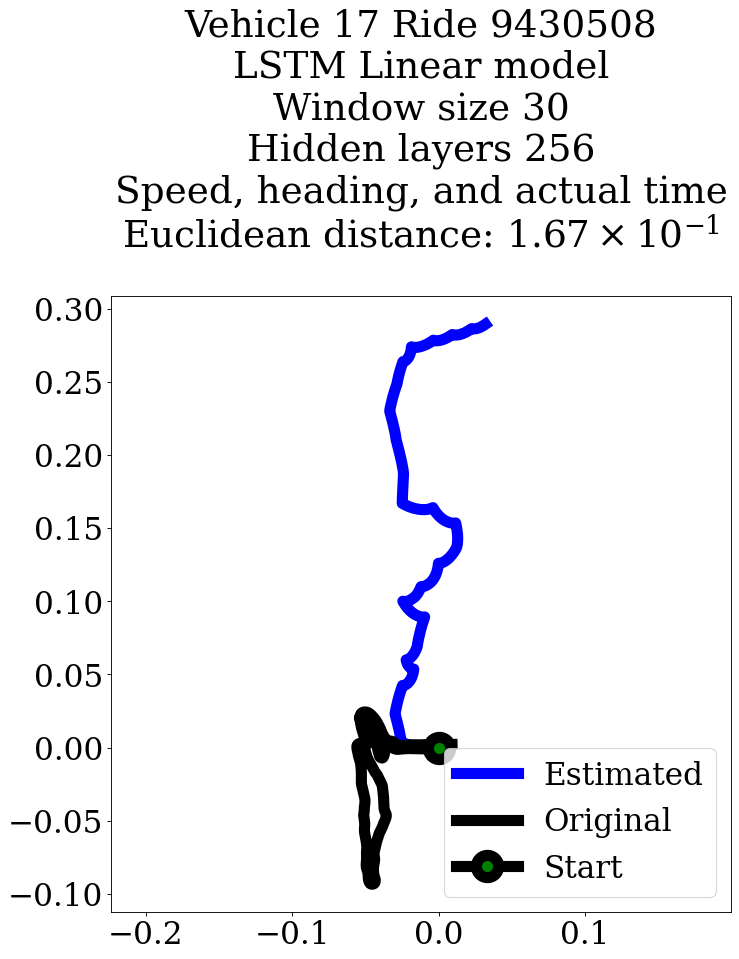 Vehicle 17 Ride 9430508
LSTM Linear model
Window size 30
Hidden layers 256
Speed, heading, and actual time
Euclidean distance: 1.67 × 10⁻¹
0.30
0.25
0.20
0.15
0.10
0.05
0.00
−0.05
−0.10
Estimated
Original
Start
−0.2
−0.1
0.0
0.1